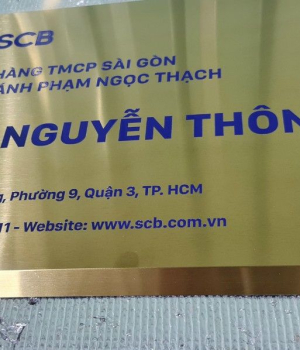 SCB
HÀNG TMCP SÀI GÒN
ÁNH PHẠM NGỌC THẠCH
NGUYỄN THÔN
, Phường 9, Quận 3, TP. HCM
11 - Website: www.scb.com.vn